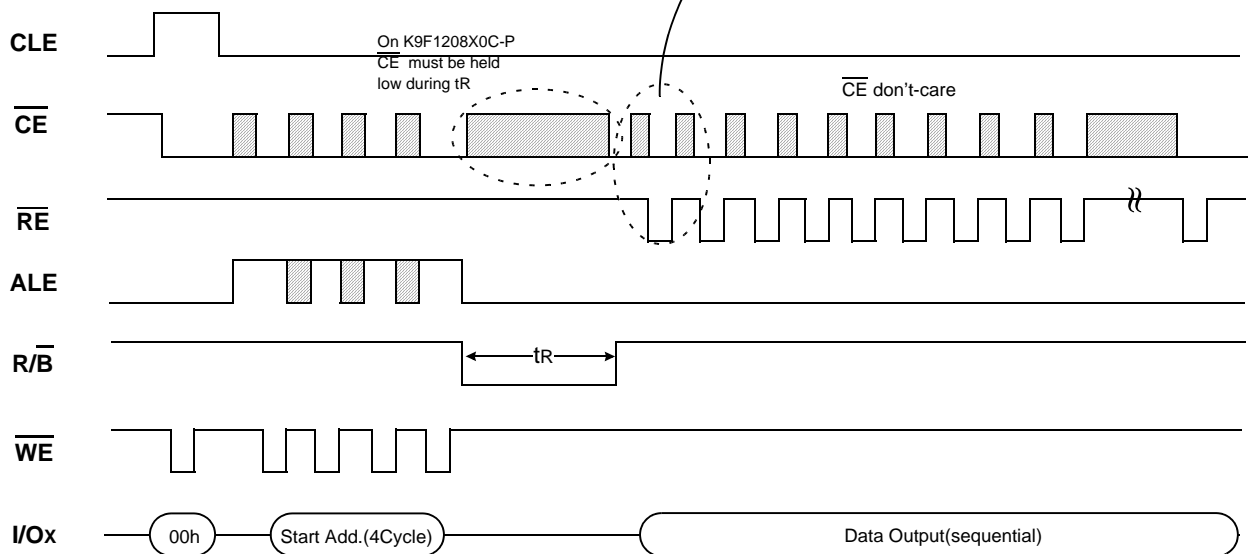 CLE
On K9F1208X0C-P
CE must be held
low during tR
CE don't-care
CE
RE
ALE
R/B
tR
WE
I/Ox
00h
Start Add.(4Cycle)
Data Output(sequential)